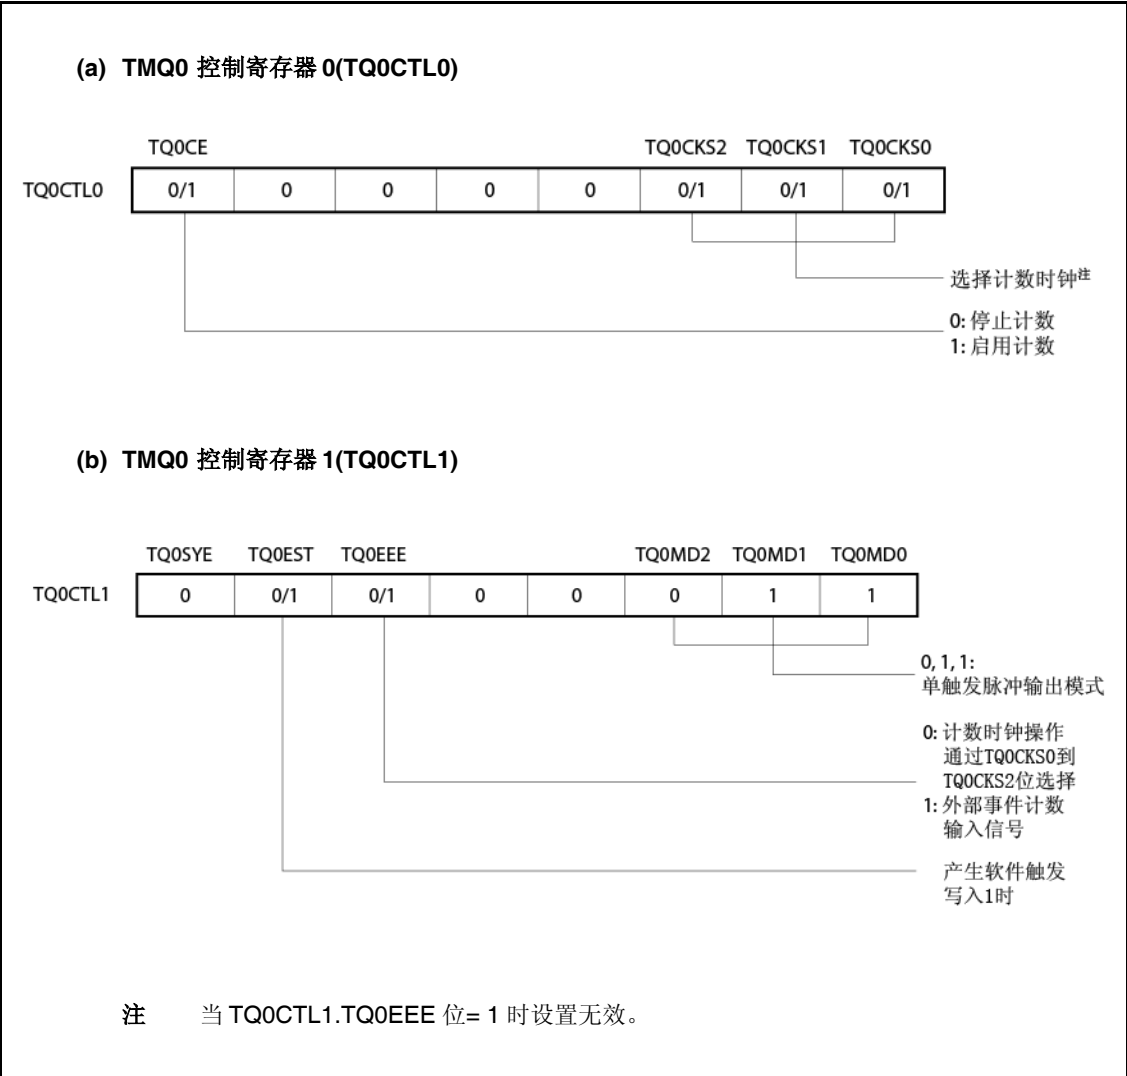 (a) TMQ0 控制寄存器 0(TQ0CTL0)
TQ0CE TQ0CKS2 TQ0CKS1 TQ0CKS0
TQ0CTL0 0/1 0 0 0 0 0/1 0/1 0/1
选择计数时钟注
0: 停止计数
1: 启用计数
(b) TMQ0 控制寄存器 1(TQ0CTL1)
TQ0SYE TQ0EST TQ0EEE TQ0MD2 TQ0MD1 TQ0MD0
TQ0CTL1 0 0/1 0/1 0 0 0 1 1
0, 1, 1:
单触发脉冲输出模式
0: 计数时钟操作
通过TQ0CKS0到
TQ0CKS2位选择
1: 外部事件计数
输入信号
产生软件触发
写入1时
注 当 TQ0CTL1.TQ0EEE 位= 1 时设置无效。